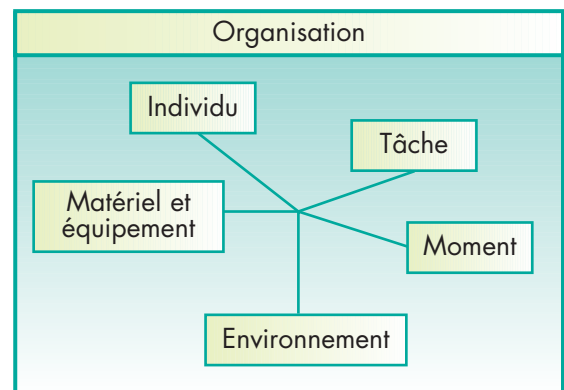 Organisation
Individu
Tâche
Matériel et
équipement
Moment
Environnement